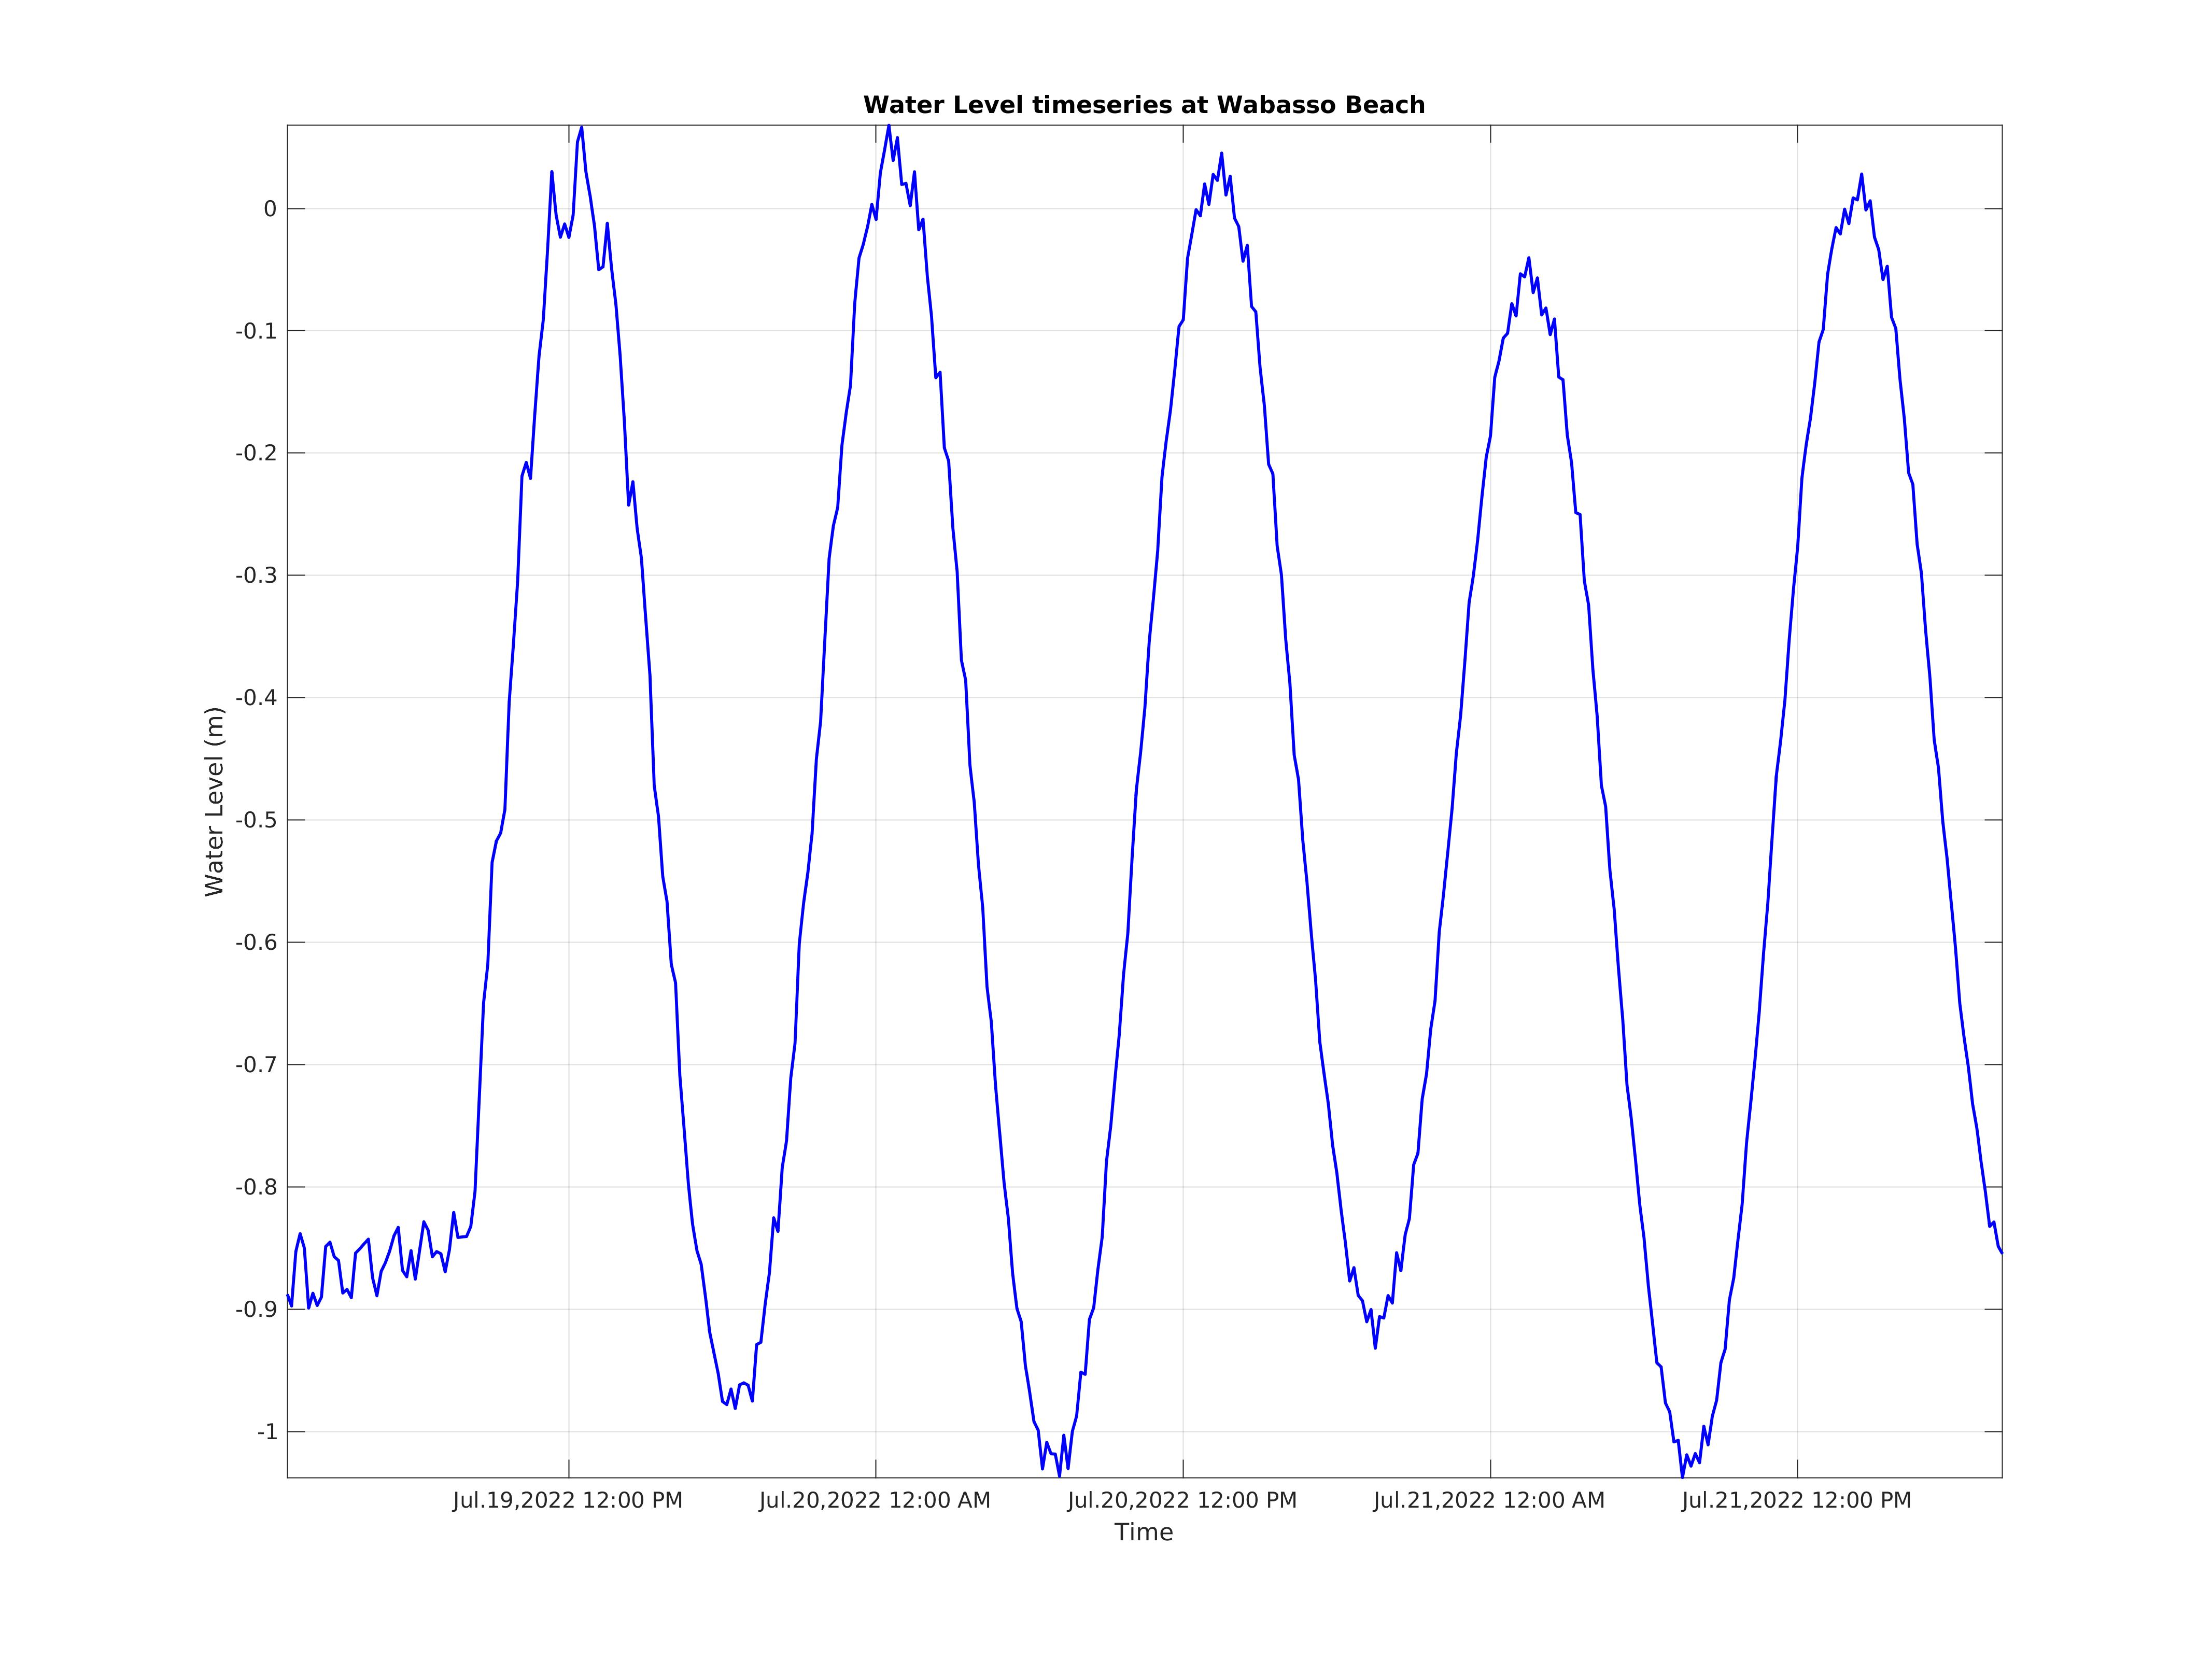 Water Level timeseries at Wabasso Beach
0
-0.1
-0.2
-0.3
-0.4
-0.5
-0.6
-0.7
-0.8
-0.9
-1
Water Level (m)
Jul.19,2022 12:00 PM Jul.20,2022 12:00 AM Jul.20,2022 12:00 PM Jul.21,2022 12:00 AM Jul.21,2022 12:00 PM
Time